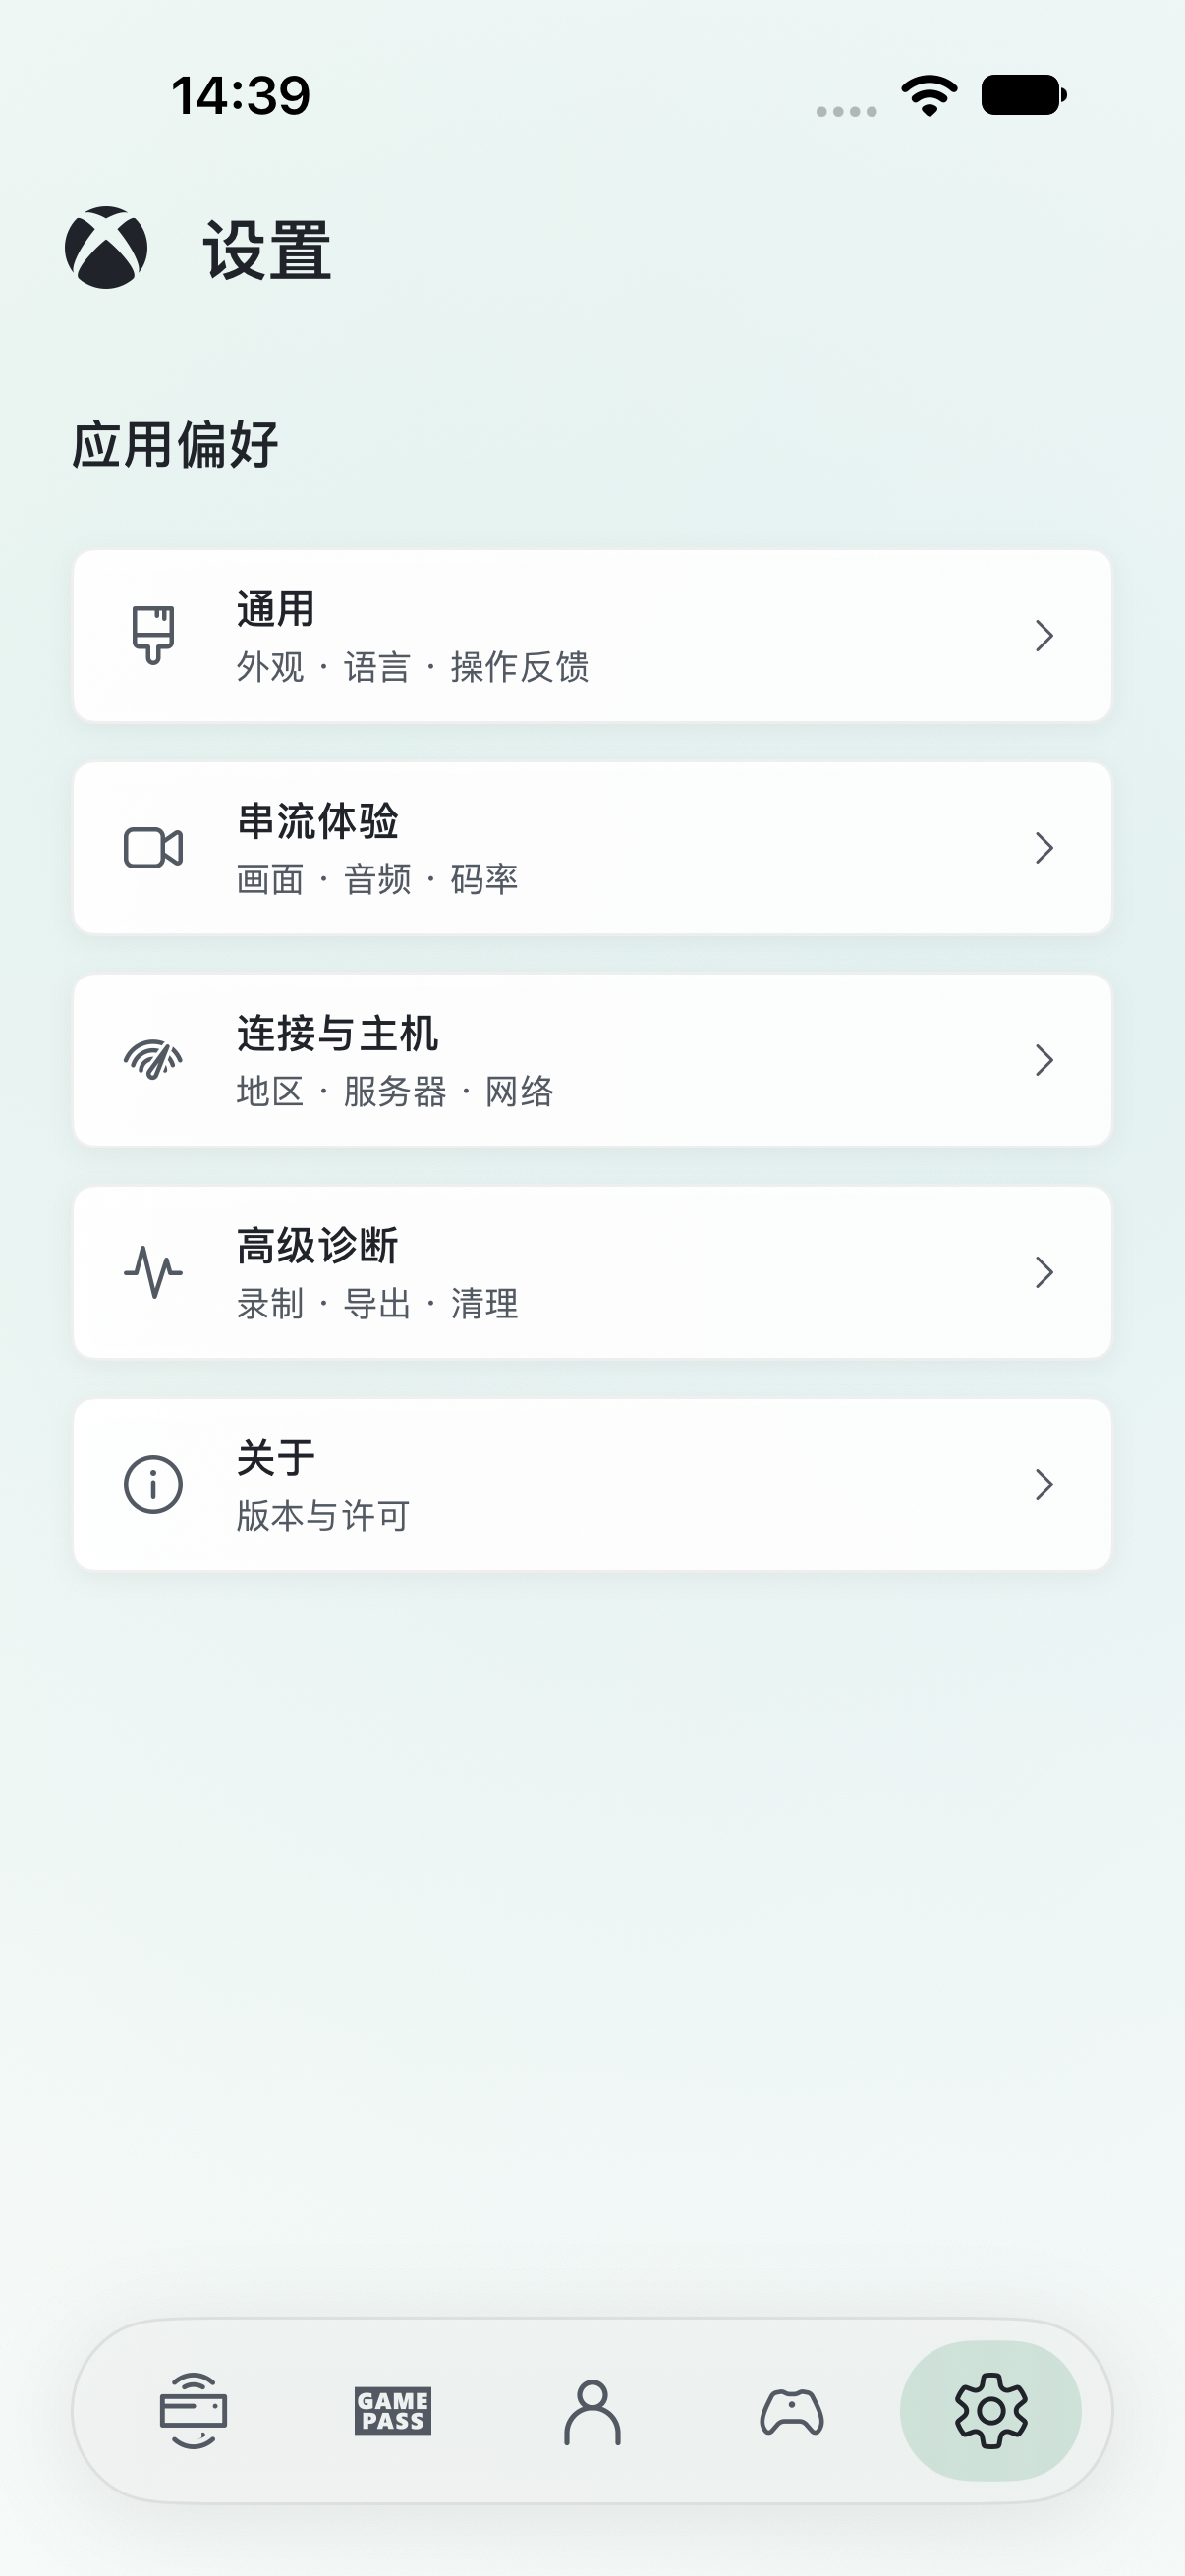 14:39
设置
应用偏好
通用
外观 · 语言 · 操作反馈
串流体验
画面 · 音频 · 码率
连接与主机
地区 · 服务器 · 网络
高级诊断
录制 · 导出 · 清理
关于
版本与许可
GAME
PASS